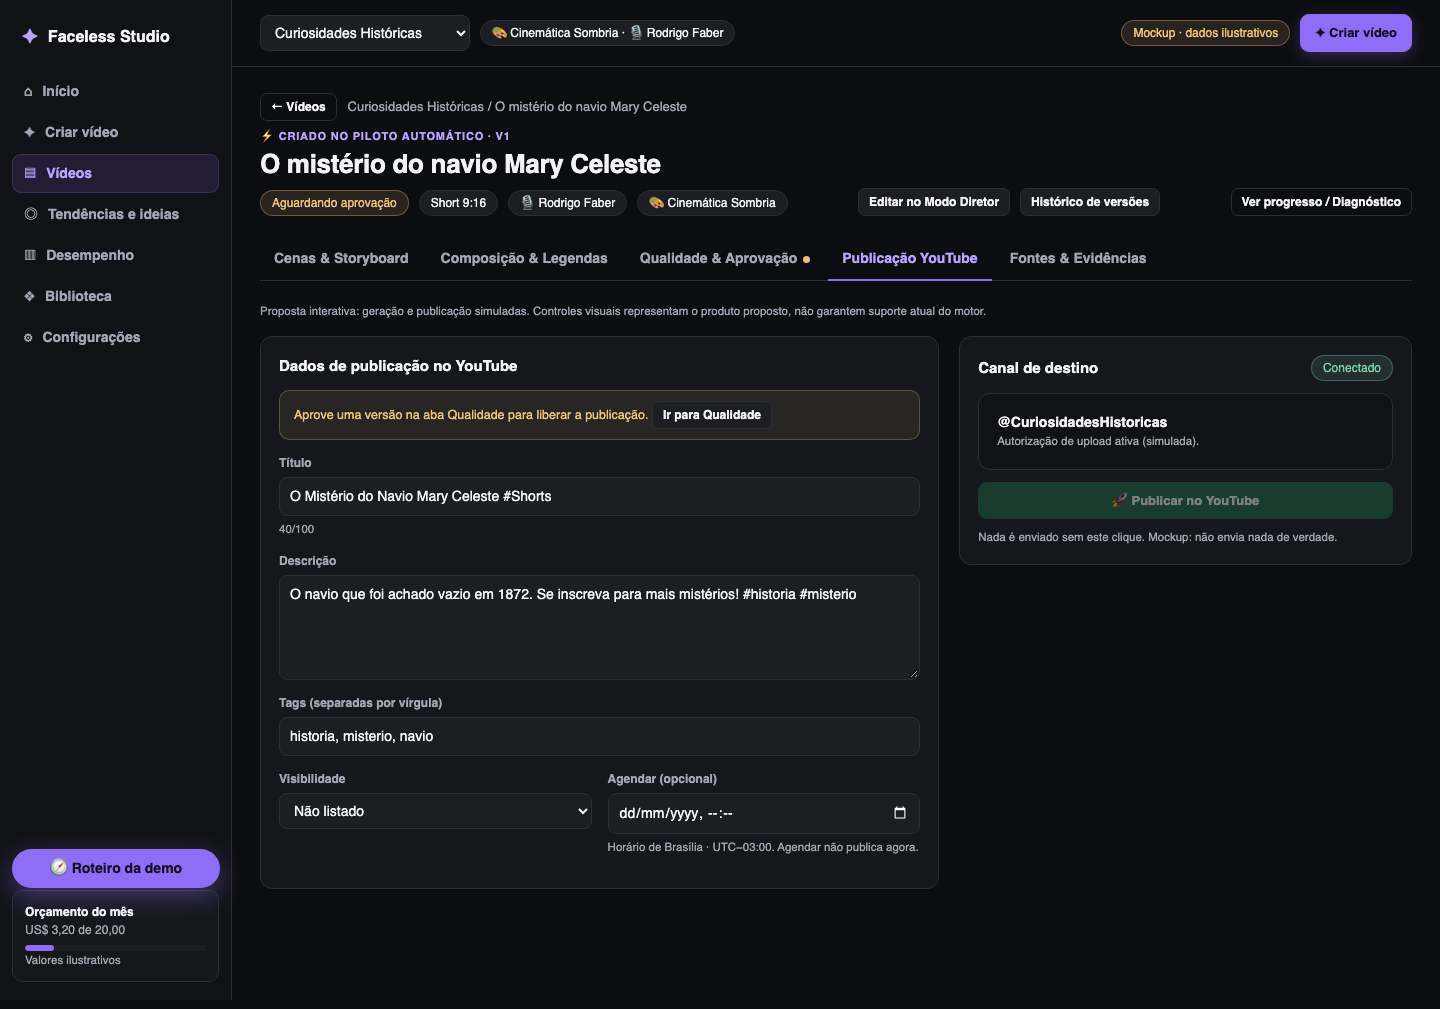 Faceless Studio
Início
Criar vídeo
Vídeos
Tendências e ideias
Desempenho
Biblioteca
Configurações
Roteiro da demo
Orçamento do mês
US$ 3,20 de 20,00
Valores ilustrativos
Curiosidades Históricas
Cinemática Sombria · Rodrigo Faber
Mockup · dados ilustrativos
✦ Criar vídeo
← Vídeos
Curiosidades Históricas / O mistério do navio Mary Celeste
⚡ CRIADO NO PILOTO AUTOMÁTICO · V1
O mistério do navio Mary Celeste
Aguardando aprovação
Short 9:16
Rodrigo Faber
Cinemática Sombria
Editar no Modo Diretor
Histórico de versões
Ver progresso / Diagnóstico
Cenas & Storyboard
Composição & Legendas
Qualidade & Aprovação
Publicação YouTube
Fontes & Evidências
Proposta interativa: geração e publicação simuladas. Controles visuais representam o produto proposto, não garantem suporte atual do motor.
Dados de publicação no YouTube
Aprove uma versão na aba Qualidade para liberar a publicação. Ir para Qualidade
Título
O Mistério do Navio Mary Celeste #Shorts
40/100
Descrição
O navio que foi achado vazio em 1872. Se inscreva para mais mistérios! #historia #misterio
Tags (separadas por vírgula)
historia, misterio, navio
Visibilidade
Não listado
Agendar (opcional)
dd/mm/yyyy, --:--
Horário de Brasília · UTC−03:00. Agendar não publica agora.
Canal de destino
Conectado
@CuriosidadesHistoricas
Autorização de upload ativa (simulada).
🚀 Publicar no YouTube
Nada é enviado sem este clique. Mockup: não envia nada de verdade.